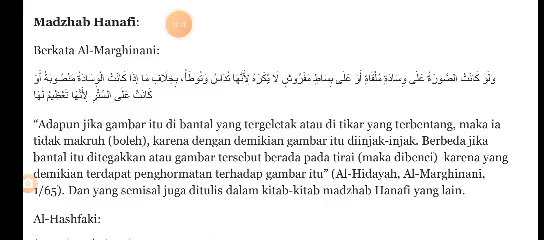 Madzhab Hanafi:
Berkata Al-Marghinani:
وَلَوْ كَانَتْ الصُّورَةُ عَلَى وِسَادَةٍ مُلْقَاةٍ أَوْ عَلَى بِسَاطٍ مَفْرُوشٍ لَا يُكْرَهُ لِأَنَّهَا تُدَاسُ وَتُوطَأُ، بِخِلَافِ مَا إذَا كَانَتْ الْوِسَادَةُ مَنْصُوبَةً أَوْ
كَانَتْ عَلَى السُّتْرِ لِأَنَّهَا تَعْظِيمٌ لَهَا
“Adapun jika gambar itu di bantal yang tergeletak atau di tikar yang terbentang, maka ia
tidak makruh (boleh), karena dengan demikian gambar itu diinjak-injak. Berbeda jika
bantal itu ditegakkan atau gambar tersebut berada pada tirai (maka dibenci)  karena yang
demikian terdapat penghormatan terhadap gambar itu” (Al-Hidayah, Al-Marghinani,
1/65). Dan yang semisal juga ditulis dalam kitab-kitab madzhab Hanafi yang lain.
Al-Hashfaki: